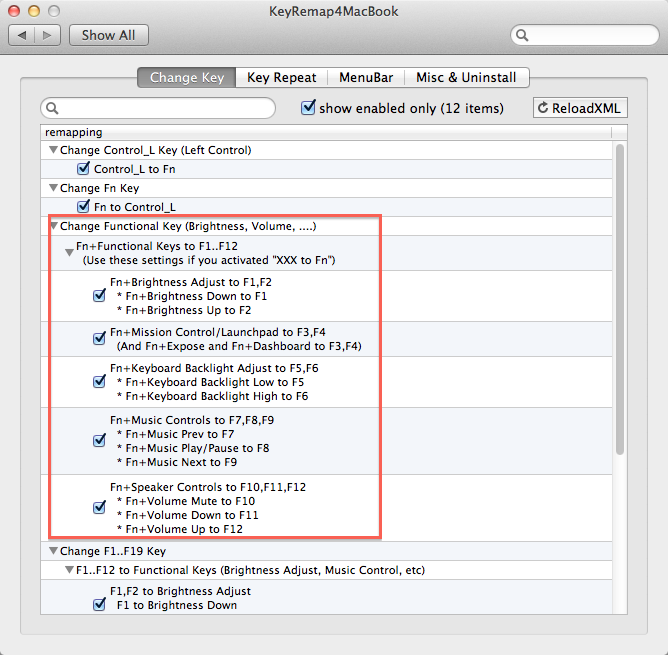 KeyRemap4MacBook
Show All
Change Key
Key Repeat
MenuBar
Misc & Uninstall
show enabled only (12 items)
ReloadXML
remapping
Change Control_L Key (Left Control)
Control_L to Fn
Change Fn Key
Fn to Control_L
Change Functional Key (Brightness, Volume, ....)
Fn+Functional Keys to F1..F12
(Use these settings if you activated "XXX to Fn")
Fn+Brightness Adjust to F1,F2
* Fn+Brightness Down to F1
* Fn+Brightness Up to F2
Fn+Mission Control/Launchpad to F3,F4
(And Fn+Expose and Fn+Dashboard to F3,F4)
Fn+Keyboard Backlight Adjust to F5,F6
* Fn+Keyboard Backlight Low to F5
* Fn+Keyboard Backlight High to F6
Fn+Music Controls to F7,F8,F9
* Fn+Music Prev to F7
* Fn+Music Play/Pause to F8
* Fn+Music Next to F9
Fn+Speaker Controls to F10,F11,F12
* Fn+Volume Mute to F10
* Fn+Volume Down to F11
* Fn+Volume Up to F12
Change F1..F19 Key
F1..F12 to Functional Keys (Brightness Adjust, Music Control, etc)
F1,F2 to Brightness Adjust
F1 to Brightness Down